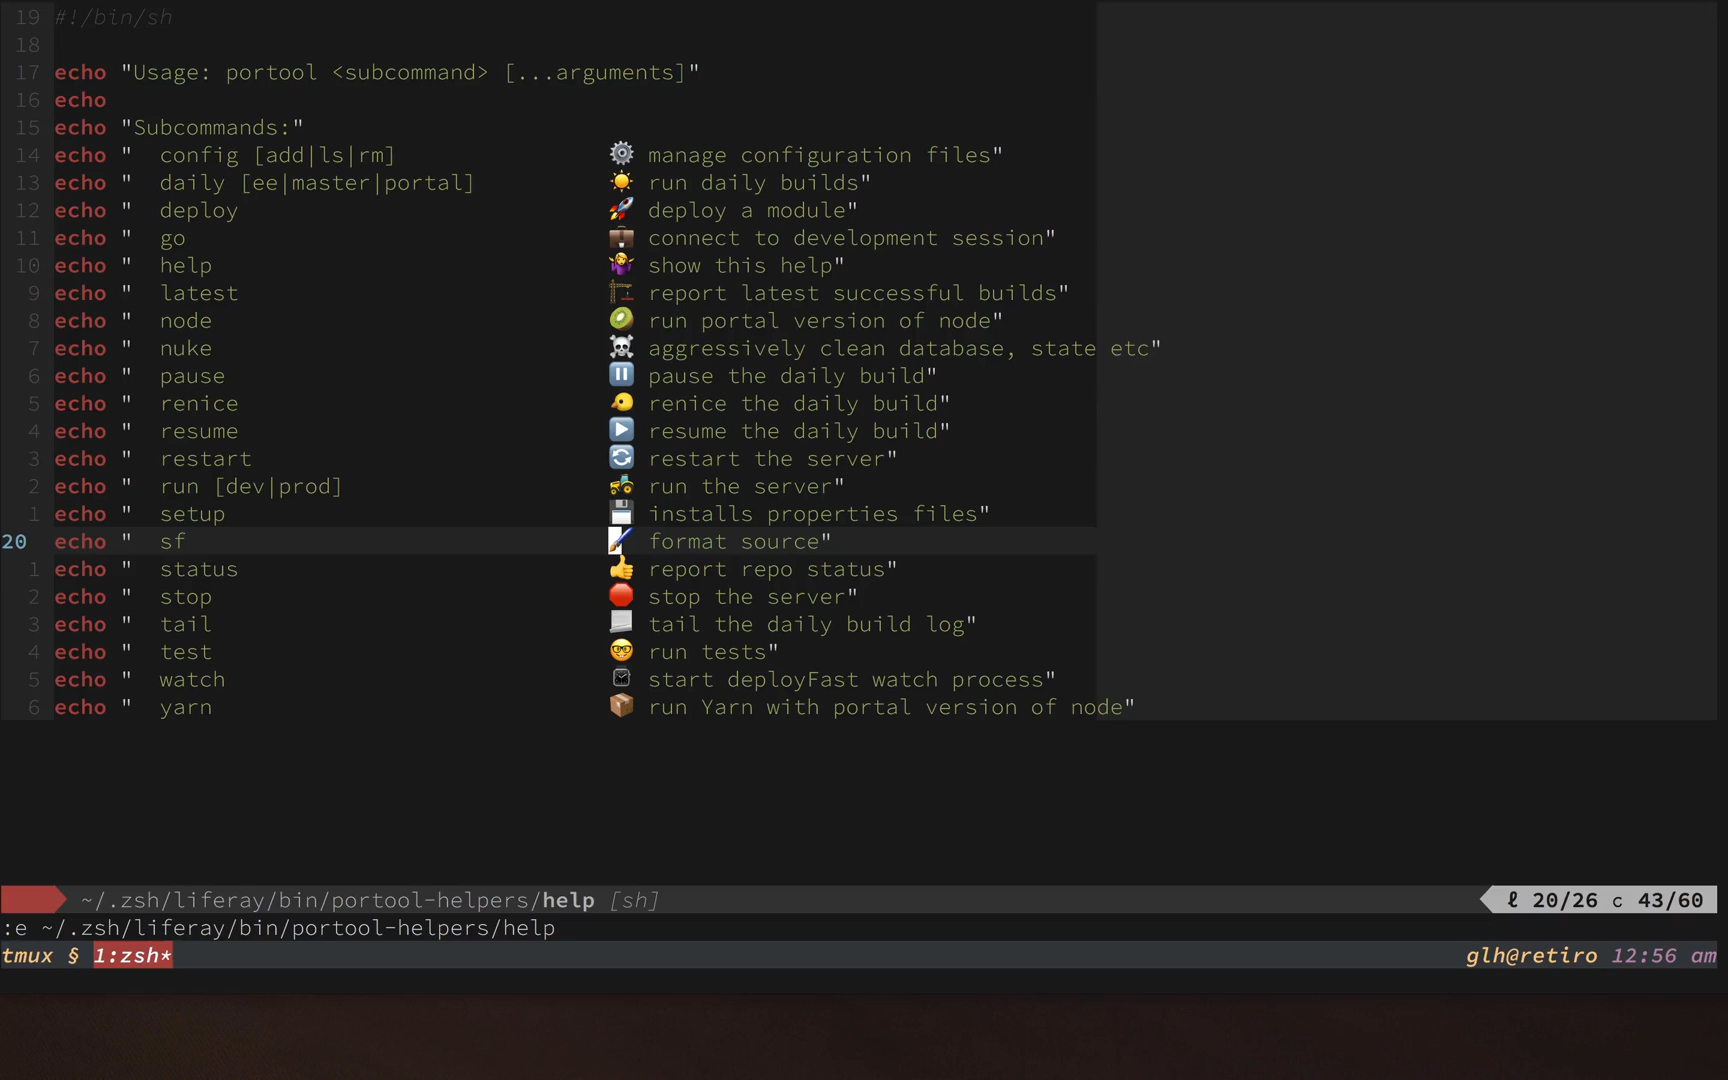 19 #!/bin/sh
18
17 echo "Usage: portool <subcommand> [...arguments]"
16 echo
15 echo "Subcommands:"
14 echo "  config [add|ls|rm] ⚙️ manage configuration files"
13 echo "  daily [ee|master|portal] ☀️ run daily builds"
12 echo "  deploy 🚀 deploy a module"
11 echo "  go 💼 connect to development session"
10 echo "  help 🤷‍♀️ show this help"
9 echo "  latest 🏗️ report latest successful builds"
8 echo "  node 🥝 run portal version of node"
7 echo "  nuke ☠️ aggressively clean database, state etc"
6 echo "  pause ⏸️ pause the daily build"
5 echo "  renice 🐤 renice the daily build"
4 echo "  resume ▶️ resume the daily build"
3 echo "  restart 🔄 restart the server"
2 echo "  run [dev|prod] 🚜 run the server"
1 echo "  setup 💾 installs properties files"
20 echo "  sf 🖌️ format source"
1 echo "  status 👍 report repo status"
2 echo "  stop 🛑 stop the server"
3 echo "  tail 📜 tail the daily build log"
4 echo "  test 🤓 run tests"
5 echo "  watch ⌚ start deployFast watch process"
6 echo "  yarn 📦 run Yarn with portal version of node"
~/.zsh/liferay/bin/portool-helpers/help [sh] ℓ 20/26 c 43/60
:e ~/.zsh/liferay/bin/portool-helpers/help
tmux § 1:zsh* glh@retiro 12:56 am